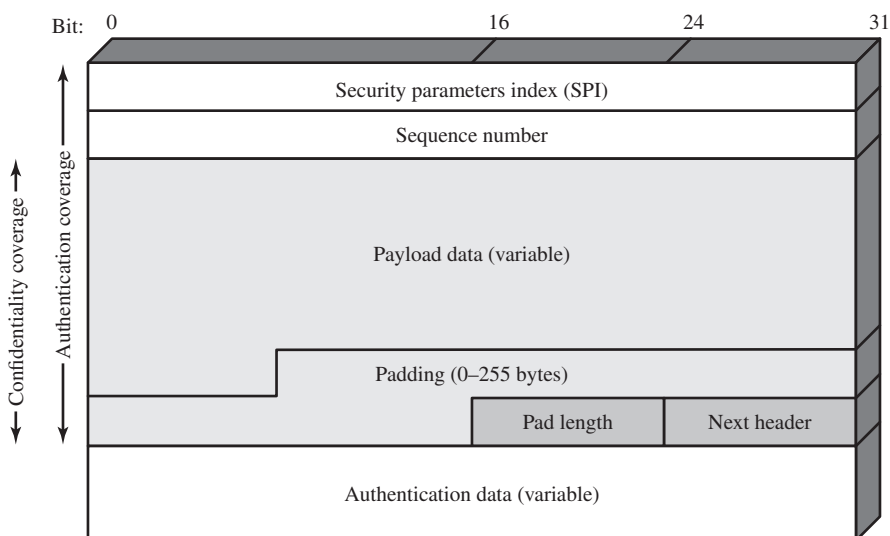 Bit: 0 16 24 31
Security parameters index (SPI)
Sequence number
Confidentiality coverage
Authentication coverage
Payload data (variable)
Padding (0–255 bytes)
Pad length
Next header
Authentication data (variable)